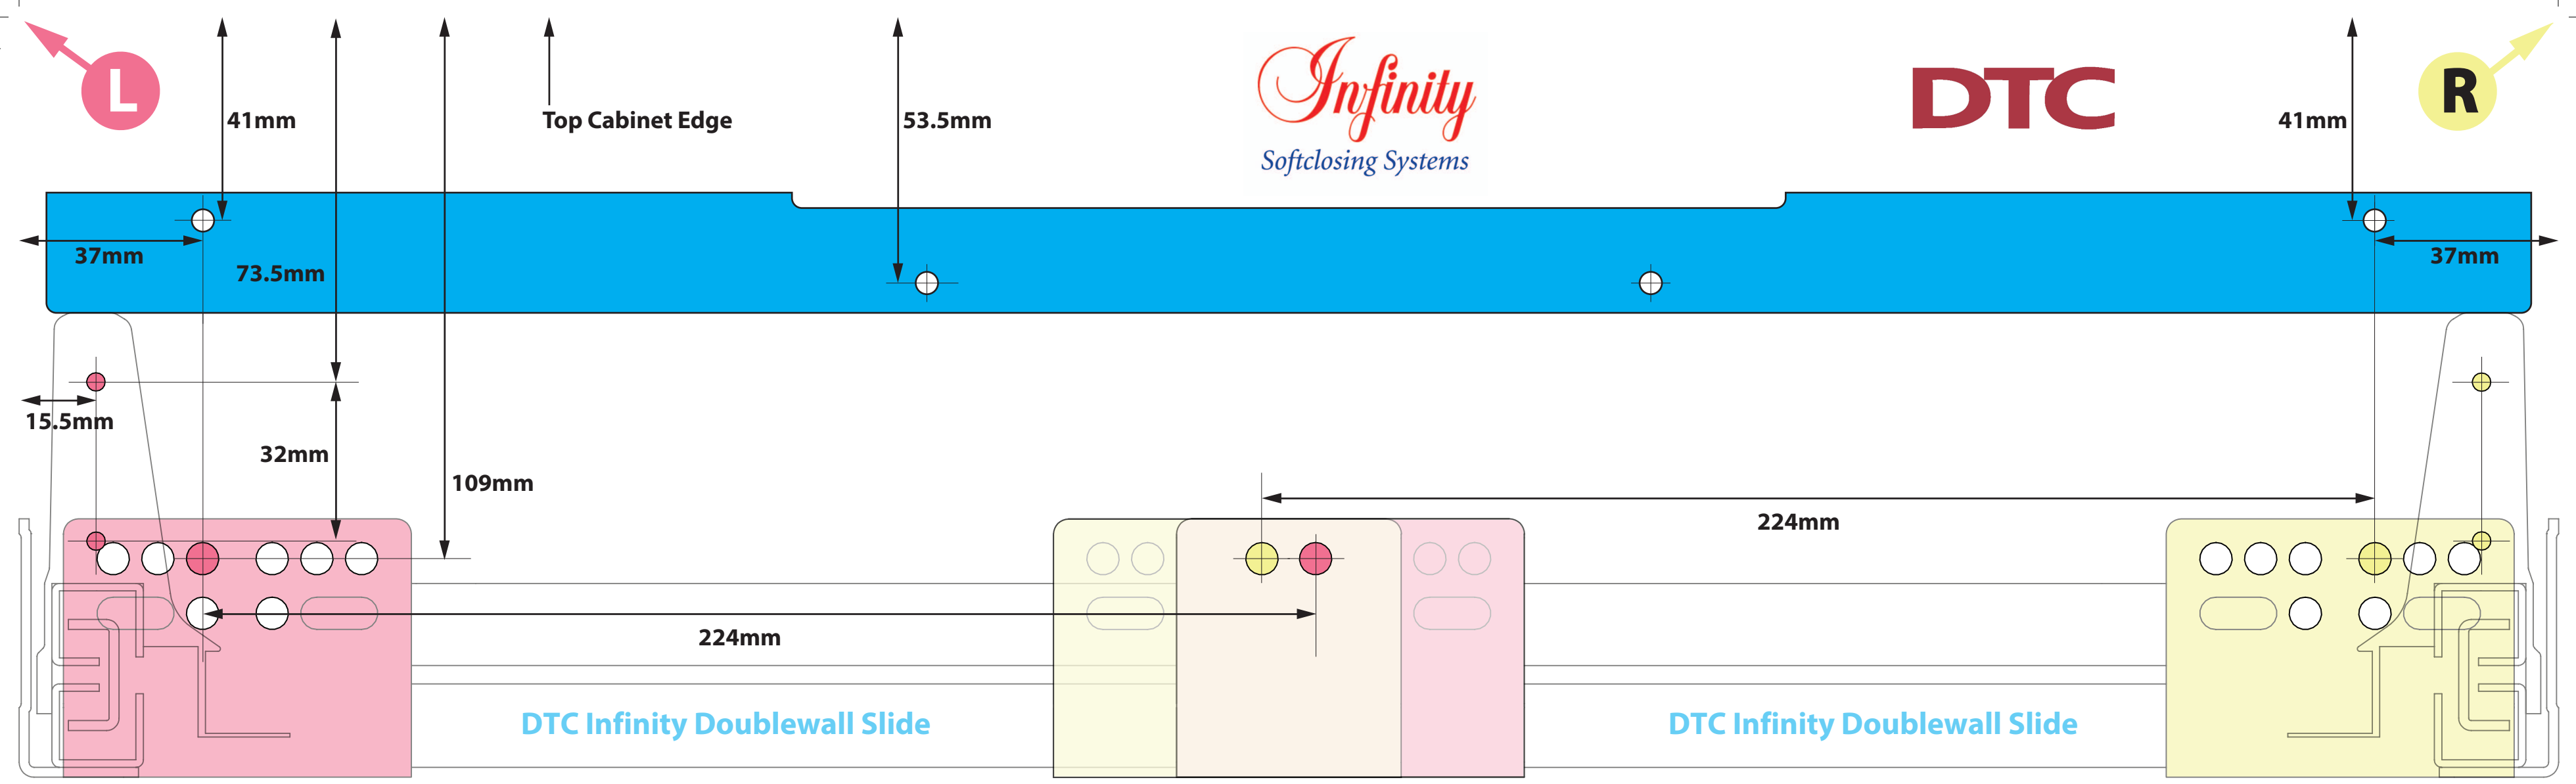 L
41mm
Top Cabinet Edge
53.5mm
Infinity
Softclosing Systems
DTC
41mm
R
37mm
73.5mm
37mm
15.5mm
32mm
109mm
224mm
224mm
DTC Infinity Doublewall Slide
DTC Infinity Doublewall Slide